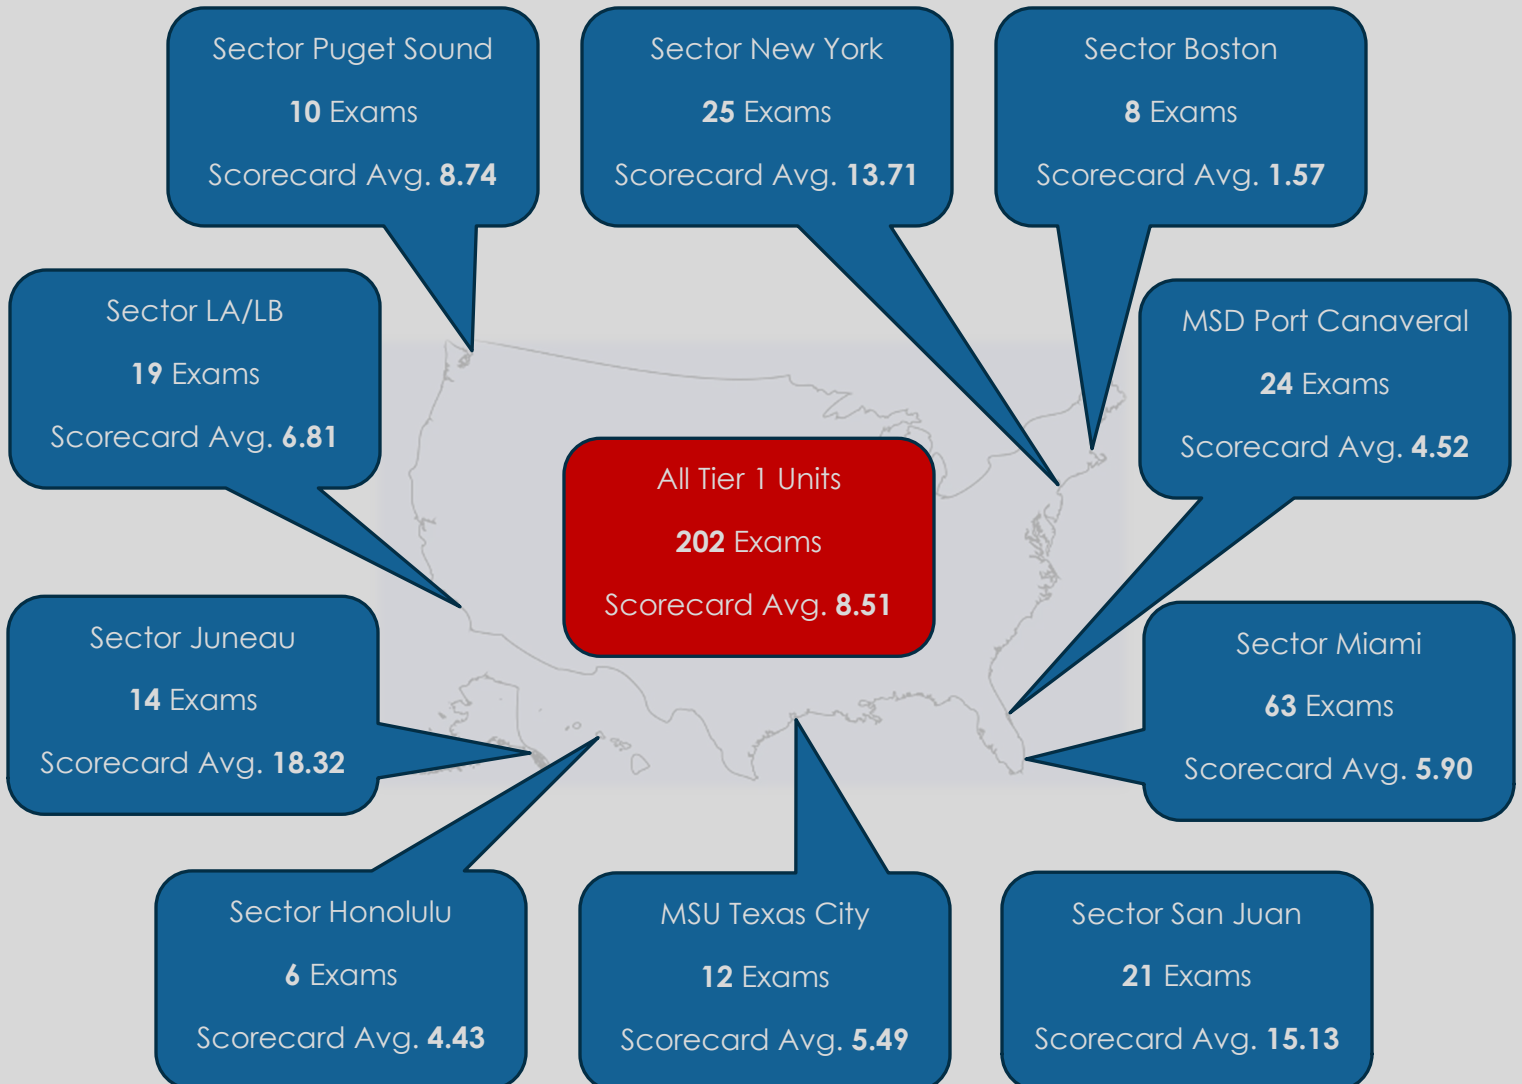 Sector Puget Sound
10 Exams
Scorecard Avg. 8.74
Sector New York
25 Exams
Scorecard Avg. 13.71
Sector Boston
8 Exams
Scorecard Avg. 1.57
Sector LA/LB
19 Exams
Scorecard Avg. 6.81
MSD Port Canaveral
24 Exams
Scorecard Avg. 4.52
All Tier 1 Units
202 Exams
Scorecard Avg. 8.51
Sector Juneau
14 Exams
Scorecard Avg. 18.32
Sector Miami
63 Exams
Scorecard Avg. 5.90
Sector Honolulu
6 Exams
Scorecard Avg. 4.43
MSU Texas City
12 Exams
Scorecard Avg. 5.49
Sector San Juan
21 Exams
Scorecard Avg. 15.13